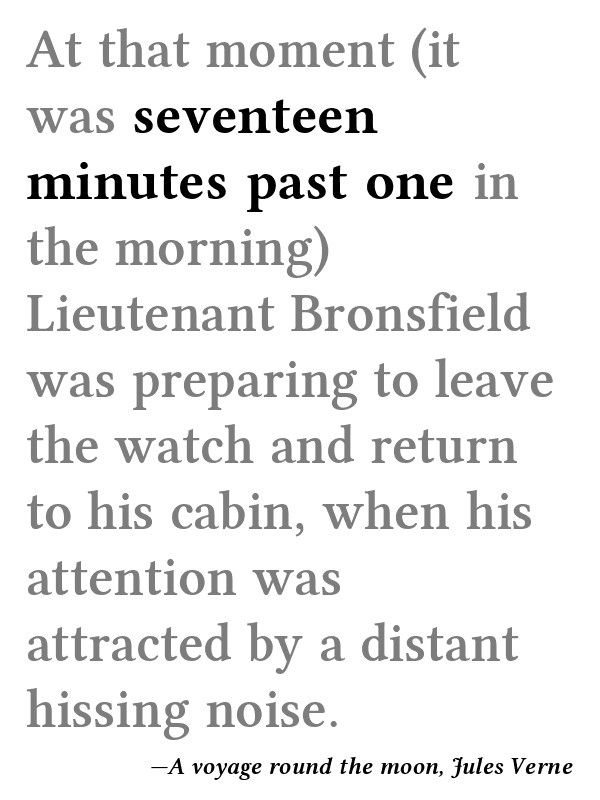 At that moment (it
was seventeen
minutes past one in
the morning)
Lieutenant Bronsfield
was preparing to leave
the watch and return
to his cabin, when his
attention was
attracted by a distant
hissing noise.
—A voyage round the moon, Jules Verne